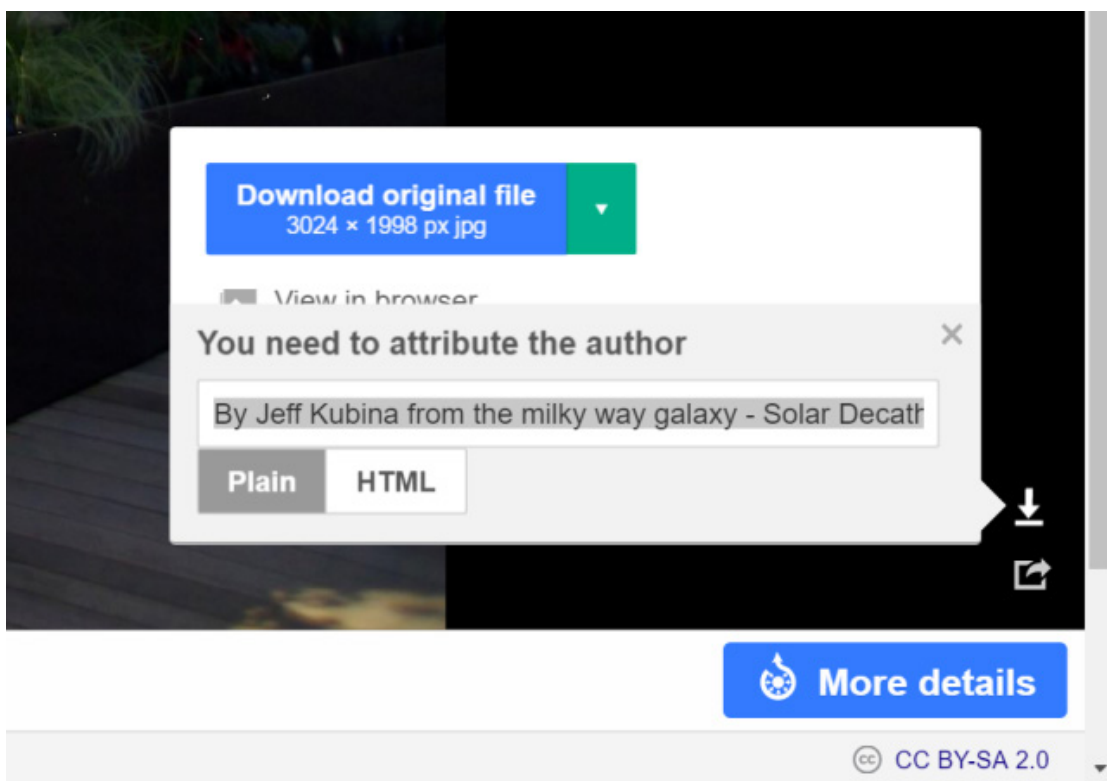 Download original file
3024 × 1998 px jpg
View in browser
You need to attribute the author
By Jeff Kubina from the milky way galaxy - Solar Decath
Plain
HTML
More details
cc CC BY-SA 2.0